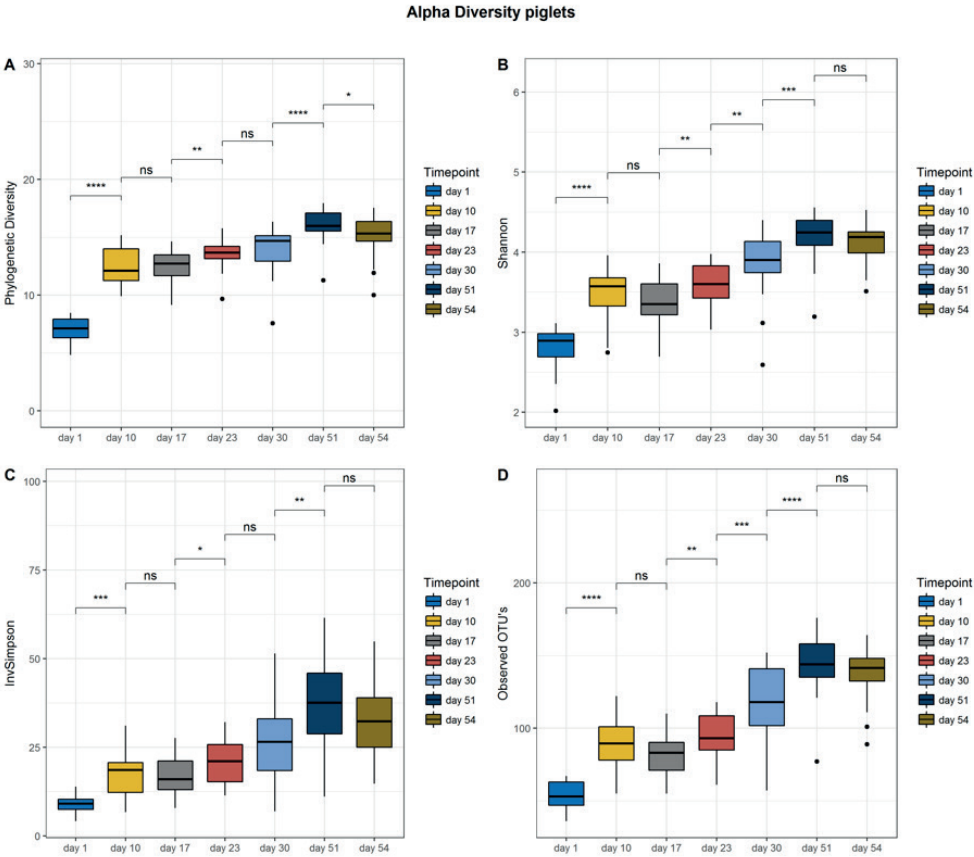 Alpha Diversity piglets
A
Phylogenetic Diversity
30
20
10
0
****
ns
**
ns
****
*
day 1 day 10 day 17 day 23 day 30 day 51 day 54
Timepoint
day 1
day 10
day 17
day 23
day 30
day 51
day 54
B
Shannon
6
5
4
3
2
****
ns
**
**
***
ns
day 1 day 10 day 17 day 23 day 30 day 51 day 54
Timepoint
day 1
day 10
day 17
day 23
day 30
day 51
day 54
C
InvSimpson
100
75
50
25
0
***
ns
*
ns
**
ns
day 1 day 10 day 17 day 23 day 30 day 51 day 54
Timepoint
day 1
day 10
day 17
day 23
day 30
day 51
day 54
D
Observed OTU's
200
100
****
ns
**
***
****
ns
day 1 day 10 day 17 day 23 day 30 day 51 day 54
Timepoint
day 1
day 10
day 17
day 23
day 30
day 51
day 54